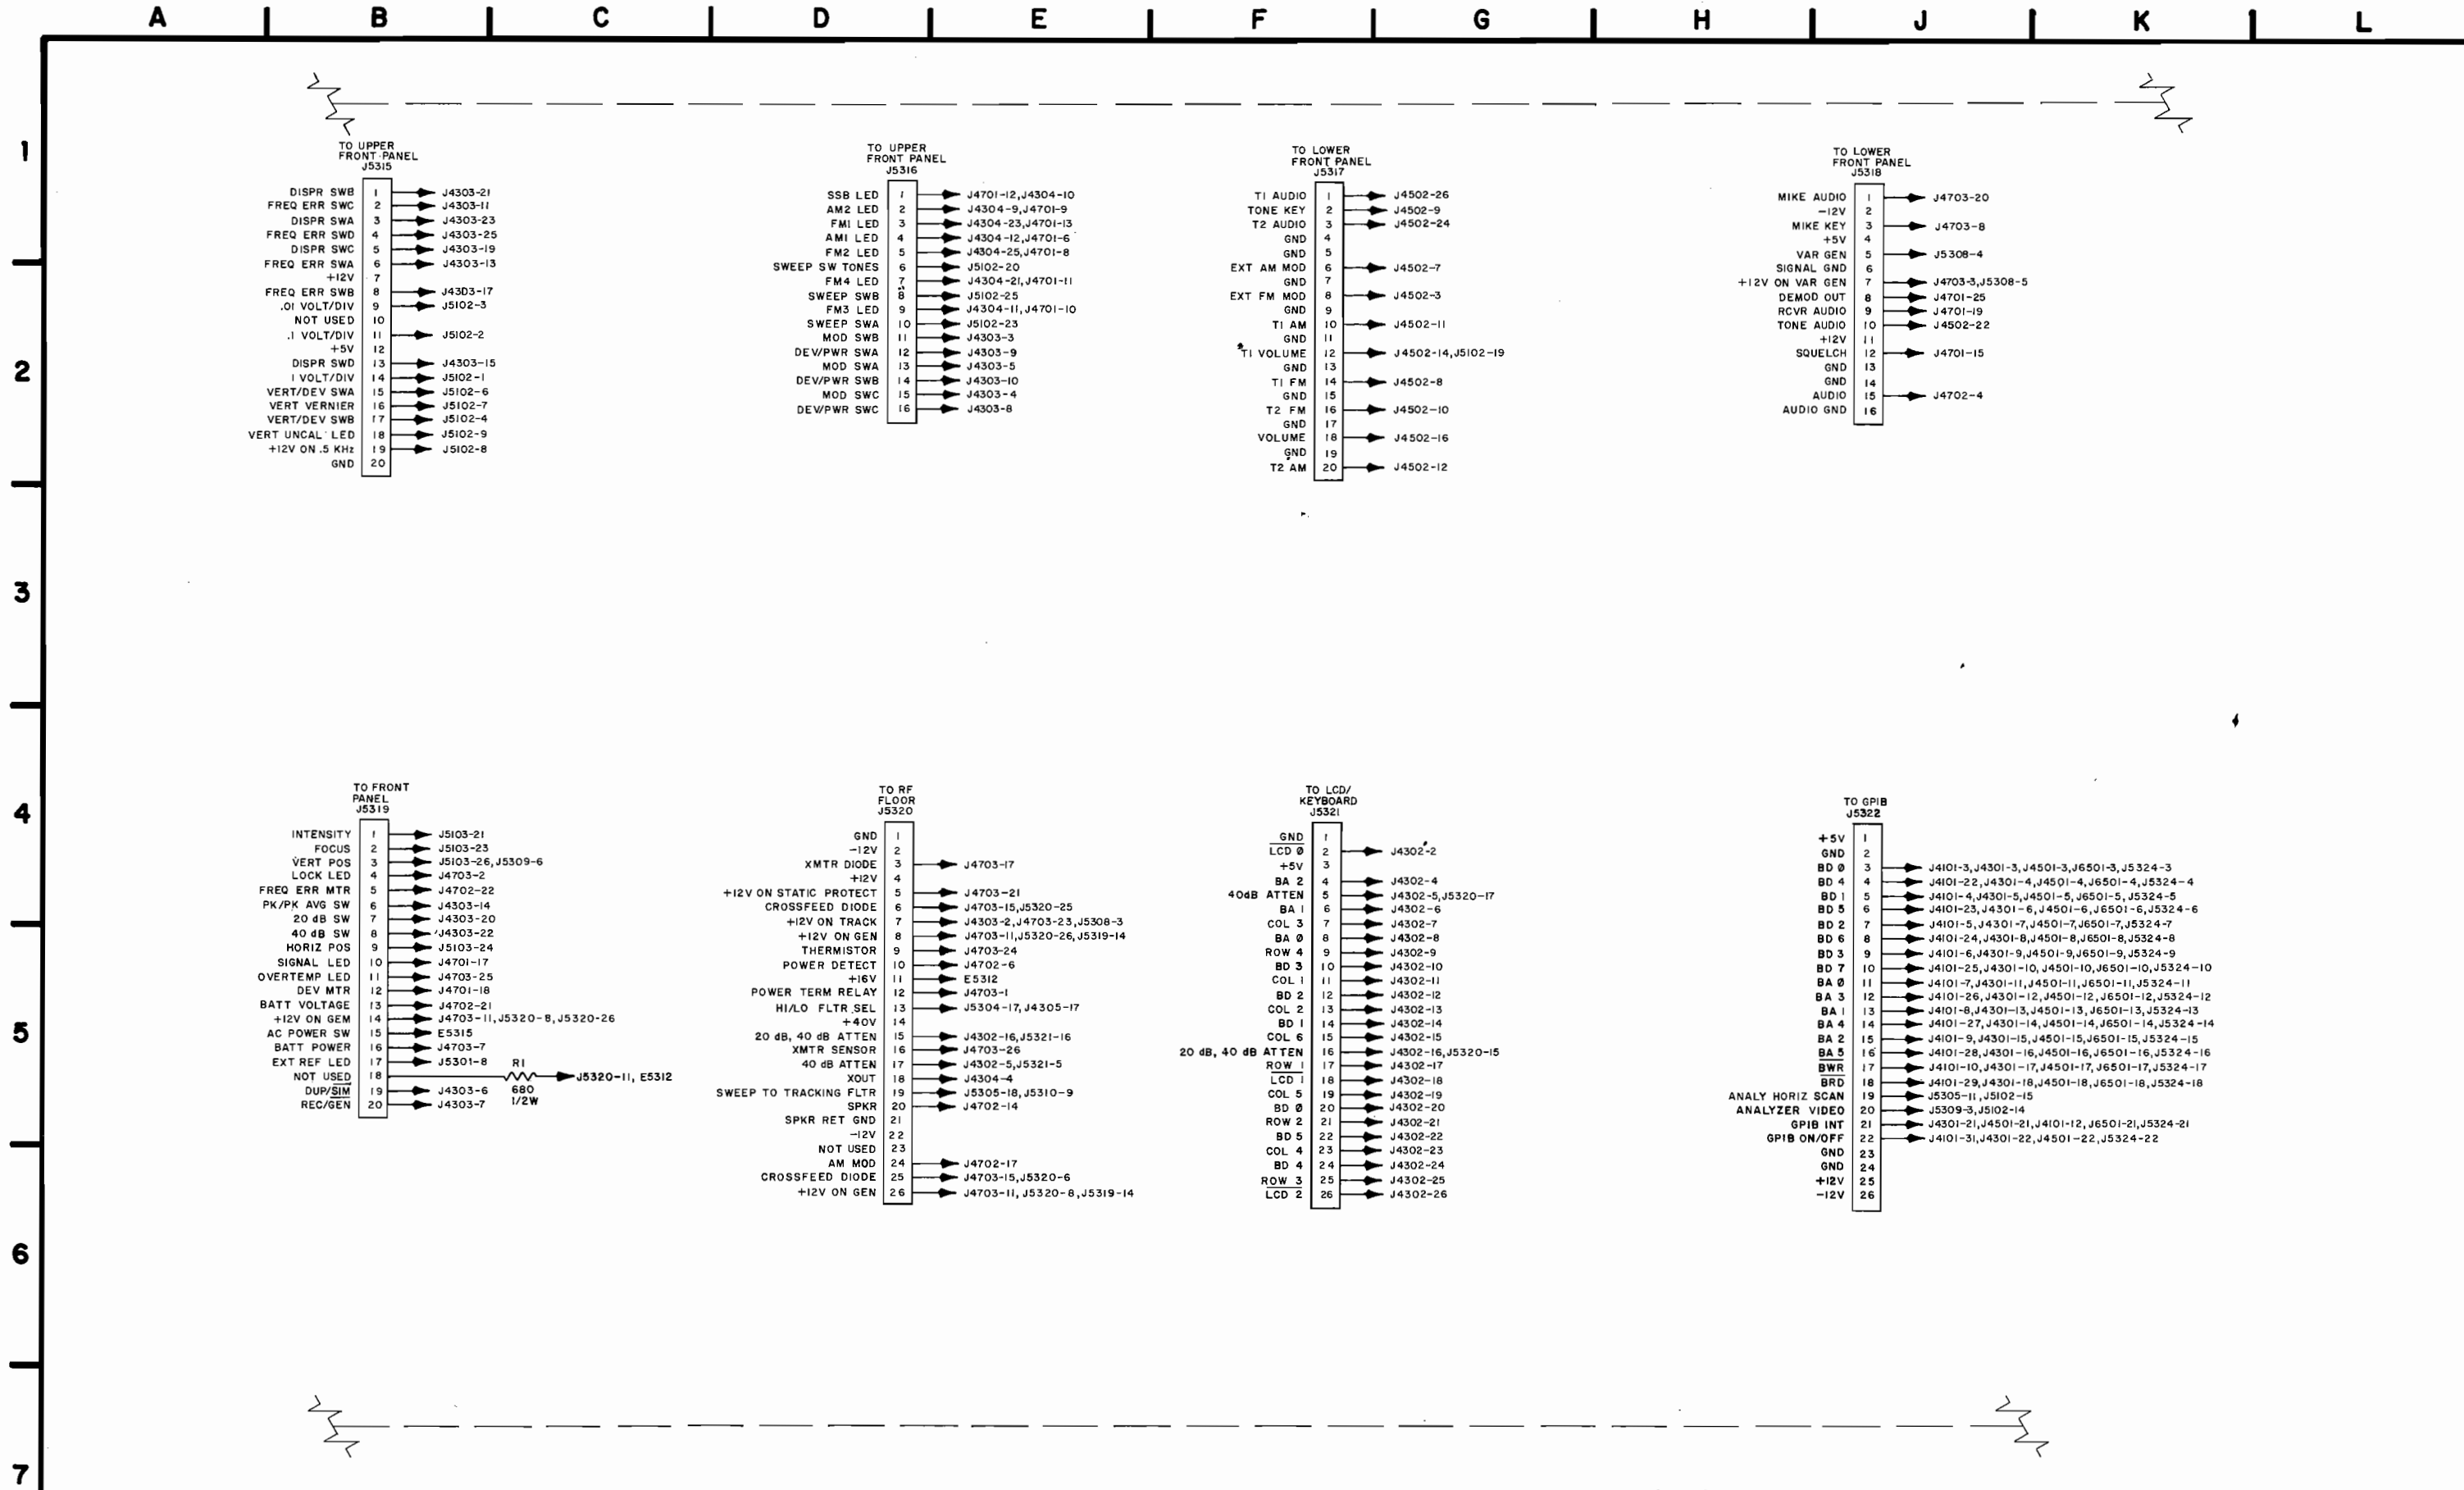 A B C D E F G H J K L
1
2
3
4
5
6
7
TO UPPER
FRONT PANEL
J5315
DISPR SWB 1 J4303-21
FREQ ERR SWC 2 J4303-11
DISPR SWA 3 J4303-23
FREQ ERR SWD 4 J4303-25
DISPR SWC 5 J4303-19
FREQ ERR SWA 6 J4303-13
+12V 7
FREQ ERR SWB 8 J4303-17
.01 VOLT/DIV 9 J5102-3
NOT USED 10
.1 VOLT/DIV 11 J5102-2
+5V 12
DISPR SWD 13 J4303-15
1 VOLT/DIV 14 J5102-1
VERT/DEV SWA 15 J5102-6
VERT VERNIER 16 J5102-7
VERT/DEV SWB 17 J5102-4
VERT UNCAL LED 18 J5102-9
+12V ON .5 KHz 19 J5102-8
GND 20
TO UPPER
FRONT PANEL
J5316
SSB LED 1 J4701-12,J4304-10
AM2 LED 2 J4304-9,J4701-9
FM1 LED 3 J4304-23,J4701-13
AM1 LED 4 J4304-12,J4701-6
FM2 LED 5 J4304-25,J4701-8
SWEEP SW TONES 6 J5102-20
FM4 LED 7 J4304-21,J4701-11
SWEEP SWB 8 J5102-25
FM3 LED 9 J4304-11,J4701-10
SWEEP SWA 10 J5102-23
MOD SWB 11 J4303-3
DEV/PWR SWA 12 J4303-9
MOD SWA 13 J4303-5
DEV/PWR SWB 14 J4303-10
MOD SWC 15 J4303-4
DEV/PWR SWC 16 J4303-8
TO LOWER
FRONT PANEL
J5317
T1 AUDIO 1 J4502-26
TONE KEY 2 J4502-9
T2 AUDIO 3 J4502-24
GND 4
GND 5
EXT AM MOD 6 J4502-7
GND 7
EXT FM MOD 8 J4502-3
GND 9
T1 AM 10 J4502-11
GND 11
T1 VOLUME 12 J4502-14,J5102-19
GND 13
T1 FM 14 J4502-8
GND 15
T2 FM 16 J4502-10
GND 17
VOLUME 18 J4502-16
GND 19
T2 AM 20 J4502-12
TO LOWER
FRONT PANEL
J5318
MIKE AUDIO 1 J4703-20
-12V 2
MIKE KEY 3 J4703-8
+5V 4
VAR GEN 5 J5308-4
SIGNAL GND 6
+12V ON VAR GEN 7 J4703-3,J5308-5
DEMOD OUT 8 J4701-25
RCVR AUDIO 9 J4701-19
TONE AUDIO 10 J4502-22
+12V 11
SQUELCH 12 J4701-15
GND 13
GND 14
AUDIO 15 J4702-4
AUDIO GND 16
TO FRONT
PANEL
J5319
INTENSITY 1 J5103-21
FOCUS 2 J5103-23
VERT POS 3 J5103-26,J5309-6
LOCK LED 4 J4703-2
FREQ ERR MTR 5 J4702-22
PK/PK AVG SW 6 J4303-14
20 dB SW 7 J4303-20
40 dB SW 8 J4303-22
HORIZ POS 9 J5103-24
SIGNAL LED 10 J4701-17
OVERTEMP LED 11 J4703-25
DEV MTR 12 J4701-18
BATT VOLTAGE 13 J4702-21
+12V ON GEM 14 J4703-11,J5320-8,J5320-26
AC POWER SW 15 E5315
BATT POWER 16 J4703-7
EXT REF LED 17 J5301-8
NOT USED 18 R1 680 1/2W J5320-11, E5312
DUP/SIM 19 J4303-6
REC/GEN 20 J4303-7
TO RF
FLOOR
J5320
GND 1
-12V 2
XMTR DIODE 3 J4703-17
+12V 4
+12V ON STATIC PROTECT 5 J4703-21
CROSSFEED DIODE 6 J4703-15,J5320-25
+12V ON TRACK 7 J4303-2,J4703-23,J5308-3
+12V ON GEN 8 J4703-11,J5320-26,J5319-14
THERMISTOR 9 J4703-24
POWER DETECT 10 J4702-6
+16V 11 E5312
POWER TERM RELAY 12 J4703-1
HI/LO FLTR SEL 13 J5304-17,J4305-17
+40V 14
20 dB, 40 dB ATTEN 15 J4302-16,J5321-16
XMTR SENSOR 16 J4703-26
40 dB ATTEN 17 J4302-5,J5321-5
XOUT 18 J4304-4
SWEEP TO TRACKING FLTR 19 J5305-18,J5310-9
SPKR 20 J4702-14
SPKR RET GND 21
-12V 22
NOT USED 23
AM MOD 24 J4702-17
CROSSFEED DIODE 25 J4703-15,J5320-6
+12V ON GEN 26 J4703-11, J5320-8,J5319-14
TO LCD/
KEYBOARD
J5321
GND 1
LCD Ø 2 J4302-2
+5V 3
BA 2 4 J4302-4
40dB ATTEN 5 J4302-5,J5320-17
BA 1 6 J4302-6
COL 3 7 J4302-7
BA Ø 8 J4302-8
ROW 4 9 J4302-9
BD 3 10 J4302-10
COL 1 11 J4302-11
BD 2 12 J4302-12
COL 2 13 J4302-13
BD 1 14 J4302-14
COL 6 15 J4302-15
20 dB, 40 dB ATTEN 16 J4302-16,J5320-15
ROW 1 17 J4302-17
LCD 1 18 J4302-18
COL 5 19 J4302-19
BD Ø 20 J4302-20
ROW 2 21 J4302-21
BD 5 22 J4302-22
COL 4 23 J4302-23
BD 4 24 J4302-24
ROW 3 25 J4302-25
LCD 2 26 J4302-26
TO GPIB
J5322
+5V 1
GND 2
BD Ø 3 J4101-3,J4301-3,J4501-3,J6501-3,J5324-3
BD 4 4 J4101-22,J4301-4,J4501-4,J6501-4,J5324-4
BD 1 5 J4101-4,J4301-5,J4501-5,J6501-5,J5324-5
BD 5 6 J4101-23,J4301-6,J4501-6,J6501-6,J5324-6
BD 2 7 J4101-5,J4301-7,J4501-7,J6501-7,J5324-7
BD 6 8 J4101-24,J4301-8,J4501-8,J6501-8,J5324-8
BD 3 9 J4101-6,J4301-9,J4501-9,J6501-9,J5324-9
BD 7 10 J4101-25,J4301-10,J4501-10,J6501-10,J5324-10
BA Ø 11 J4101-7,J4301-11,J4501-11,J6501-11,J5324-11
BA 3 12 J4101-26,J4301-12,J4501-12,J6501-12,J5324-12
BA 1 13 J4101-8,J4301-13,J4501-13,J6501-13,J5324-13
BA 4 14 J4101-27,J4301-14,J4501-14,J6501-14,J5324-14
BA 2 15 J4101-9,J4301-15,J4501-15,J6501-15,J5324-15
BA 5 16 J4101-28,J4301-16,J4501-16,J6501-16,J5324-16
BWR 17 J4101-10,J4301-17,J4501-17,J6501-17,J5324-17
BRD 18 J4101-29,J4301-18,J4501-18,J6501-18,J5324-18
ANALY HORIZ SCAN 19 J5305-11,J5102-15
ANALYZER VIDEO 20 J5309-3,J5102-14
GPIB INT 21 J4301-21,J4501-21,J4101-12,J6501-21,J5324-21
GPIB ON/OFF 22 J4101-31,J4301-22,J4501-22,J5324-22
GND 23
GND 24
+12V 25
-12V 26